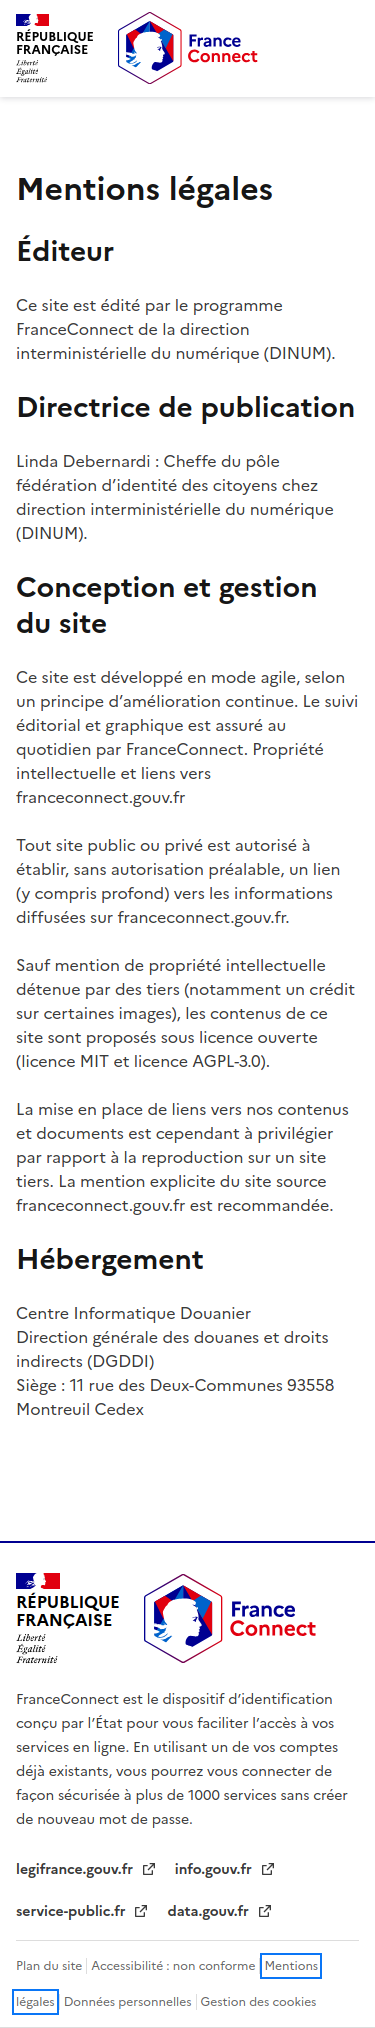 RÉPUBLIQUE
FRANÇAISE
Liberté
Égalité
Fraternité
France
Connect
Mentions légales
Éditeur
Ce site est édité par le programme
FranceConnect de la direction
interministérielle du numérique (DINUM).
Directrice de publication
Linda Debernardi : Cheffe du pôle
fédération d’identité des citoyens chez
direction interministérielle du numérique
(DINUM).
Conception et gestion
du site
Ce site est développé en mode agile, selon
un principe d’amélioration continue. Le suivi
éditorial et graphique est assuré au
quotidien par FranceConnect. Propriété
intellectuelle et liens vers
franceconnect.gouv.fr
Tout site public ou privé est autorisé à
établir, sans autorisation préalable, un lien
(y compris profond) vers les informations
diffusées sur franceconnect.gouv.fr.
Sauf mention de propriété intellectuelle
détenue par des tiers (notamment un crédit
sur certaines images), les contenus de ce
site sont proposés sous licence ouverte
(licence MIT et licence AGPL-3.0).
La mise en place de liens vers nos contenus
et documents est cependant à privilégier
par rapport à la reproduction sur un site
tiers. La mention explicite du site source
franceconnect.gouv.fr est recommandée.
Hébergement
Centre Informatique Douanier
Direction générale des douanes et droits
indirects (DGDDI)
Siège : 11 rue des Deux-Communes 93558
Montreuil Cedex
RÉPUBLIQUE
FRANÇAISE
Liberté
Égalité
Fraternité
France
Connect
FranceConnect est le dispositif d’identification
conçu par l’État pour vous faciliter l’accès à vos
services en ligne. En utilisant un de vos comptes
déjà existants, vous pourrez vous connecter de
façon sécurisée à plus de 1000 services sans créer
de nouveau mot de passe.
legifrance.gouv.fr info.gouv.fr
service-public.fr data.gouv.fr
Plan du site Accessibilité : non conforme Mentions
légales Données personnelles Gestion des cookies